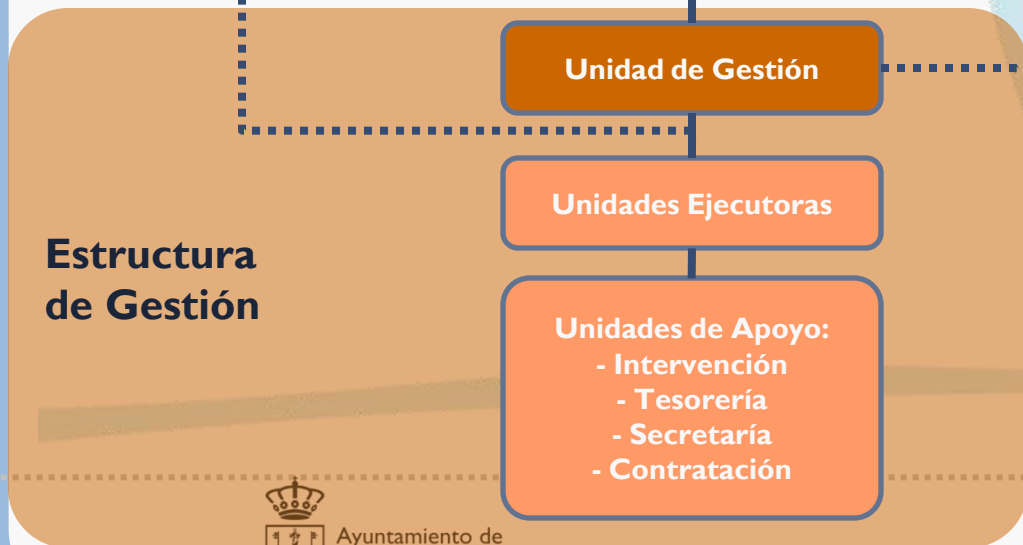 Unidad de Gestión
Unidades Ejecutoras
Estructura
de Gestión
Unidades de Apoyo:
- Intervención
- Tesorería
- Secretaría
- Contratación
Ayuntamiento de